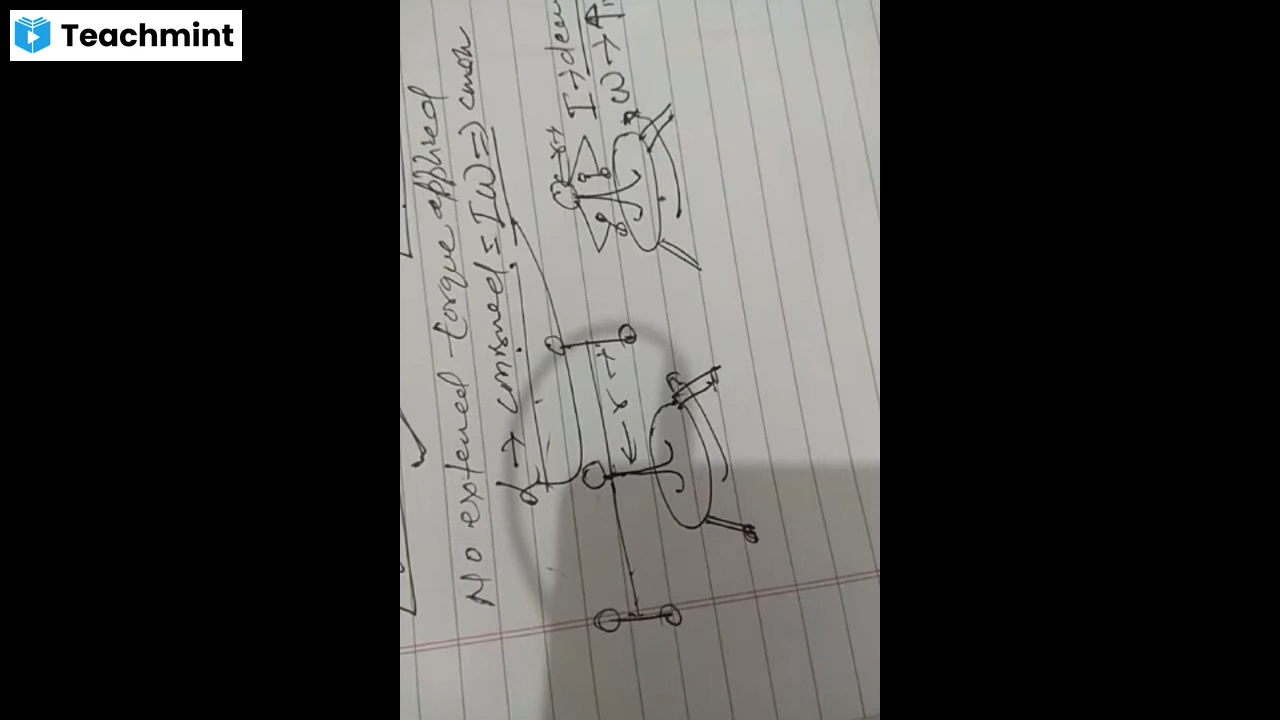 Teachmint
No external torque applied
L → conserved = Iω =) const
← r →
← r →
I → decr
ω → ↑